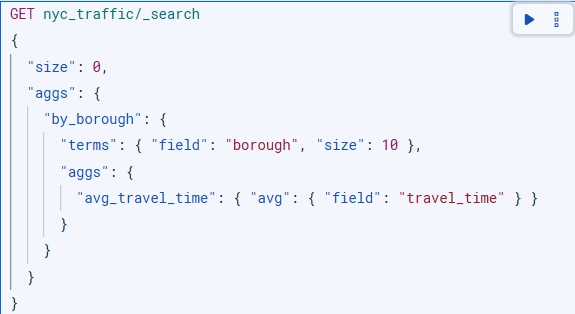 GET nyc_traffic/_search
{
  "size": 0,
  "aggs": {
    "by_borough": {
      "terms": { "field": "borough", "size": 10 },
      "aggs": {
        "avg_travel_time": { "avg": { "field": "travel_time" } }
      }
    }
  }
}